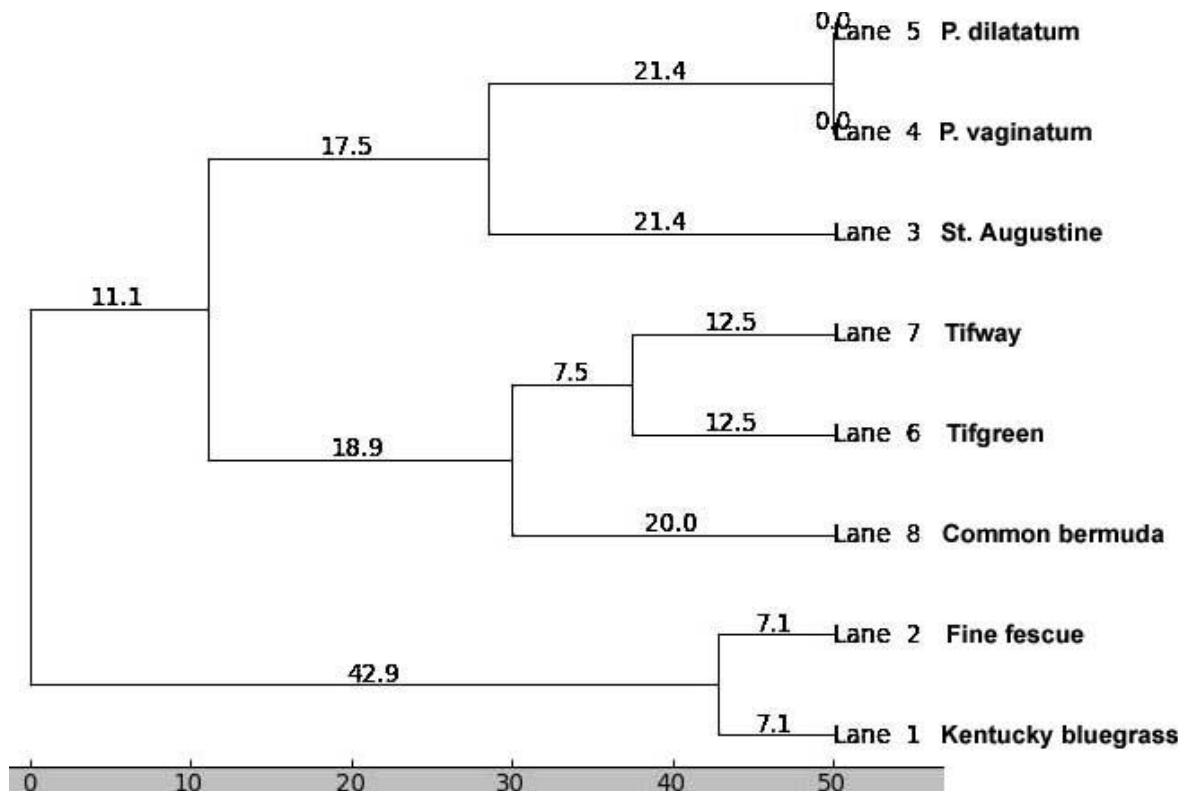 0.0
Lane 5 P. dilatatum
21.4
0.0
Lane 4 P. vaginatum
17.5
21.4
Lane 3 St. Augustine
11.1
12.5
Lane 7 Tifway
7.5
12.5
Lane 6 Tifgreen
18.9
20.0
Lane 8 Common bermuda
7.1
Lane 2 Fine fescue
42.9
7.1
Lane 1 Kentucky bluegrass
0 10 20 30 40 50